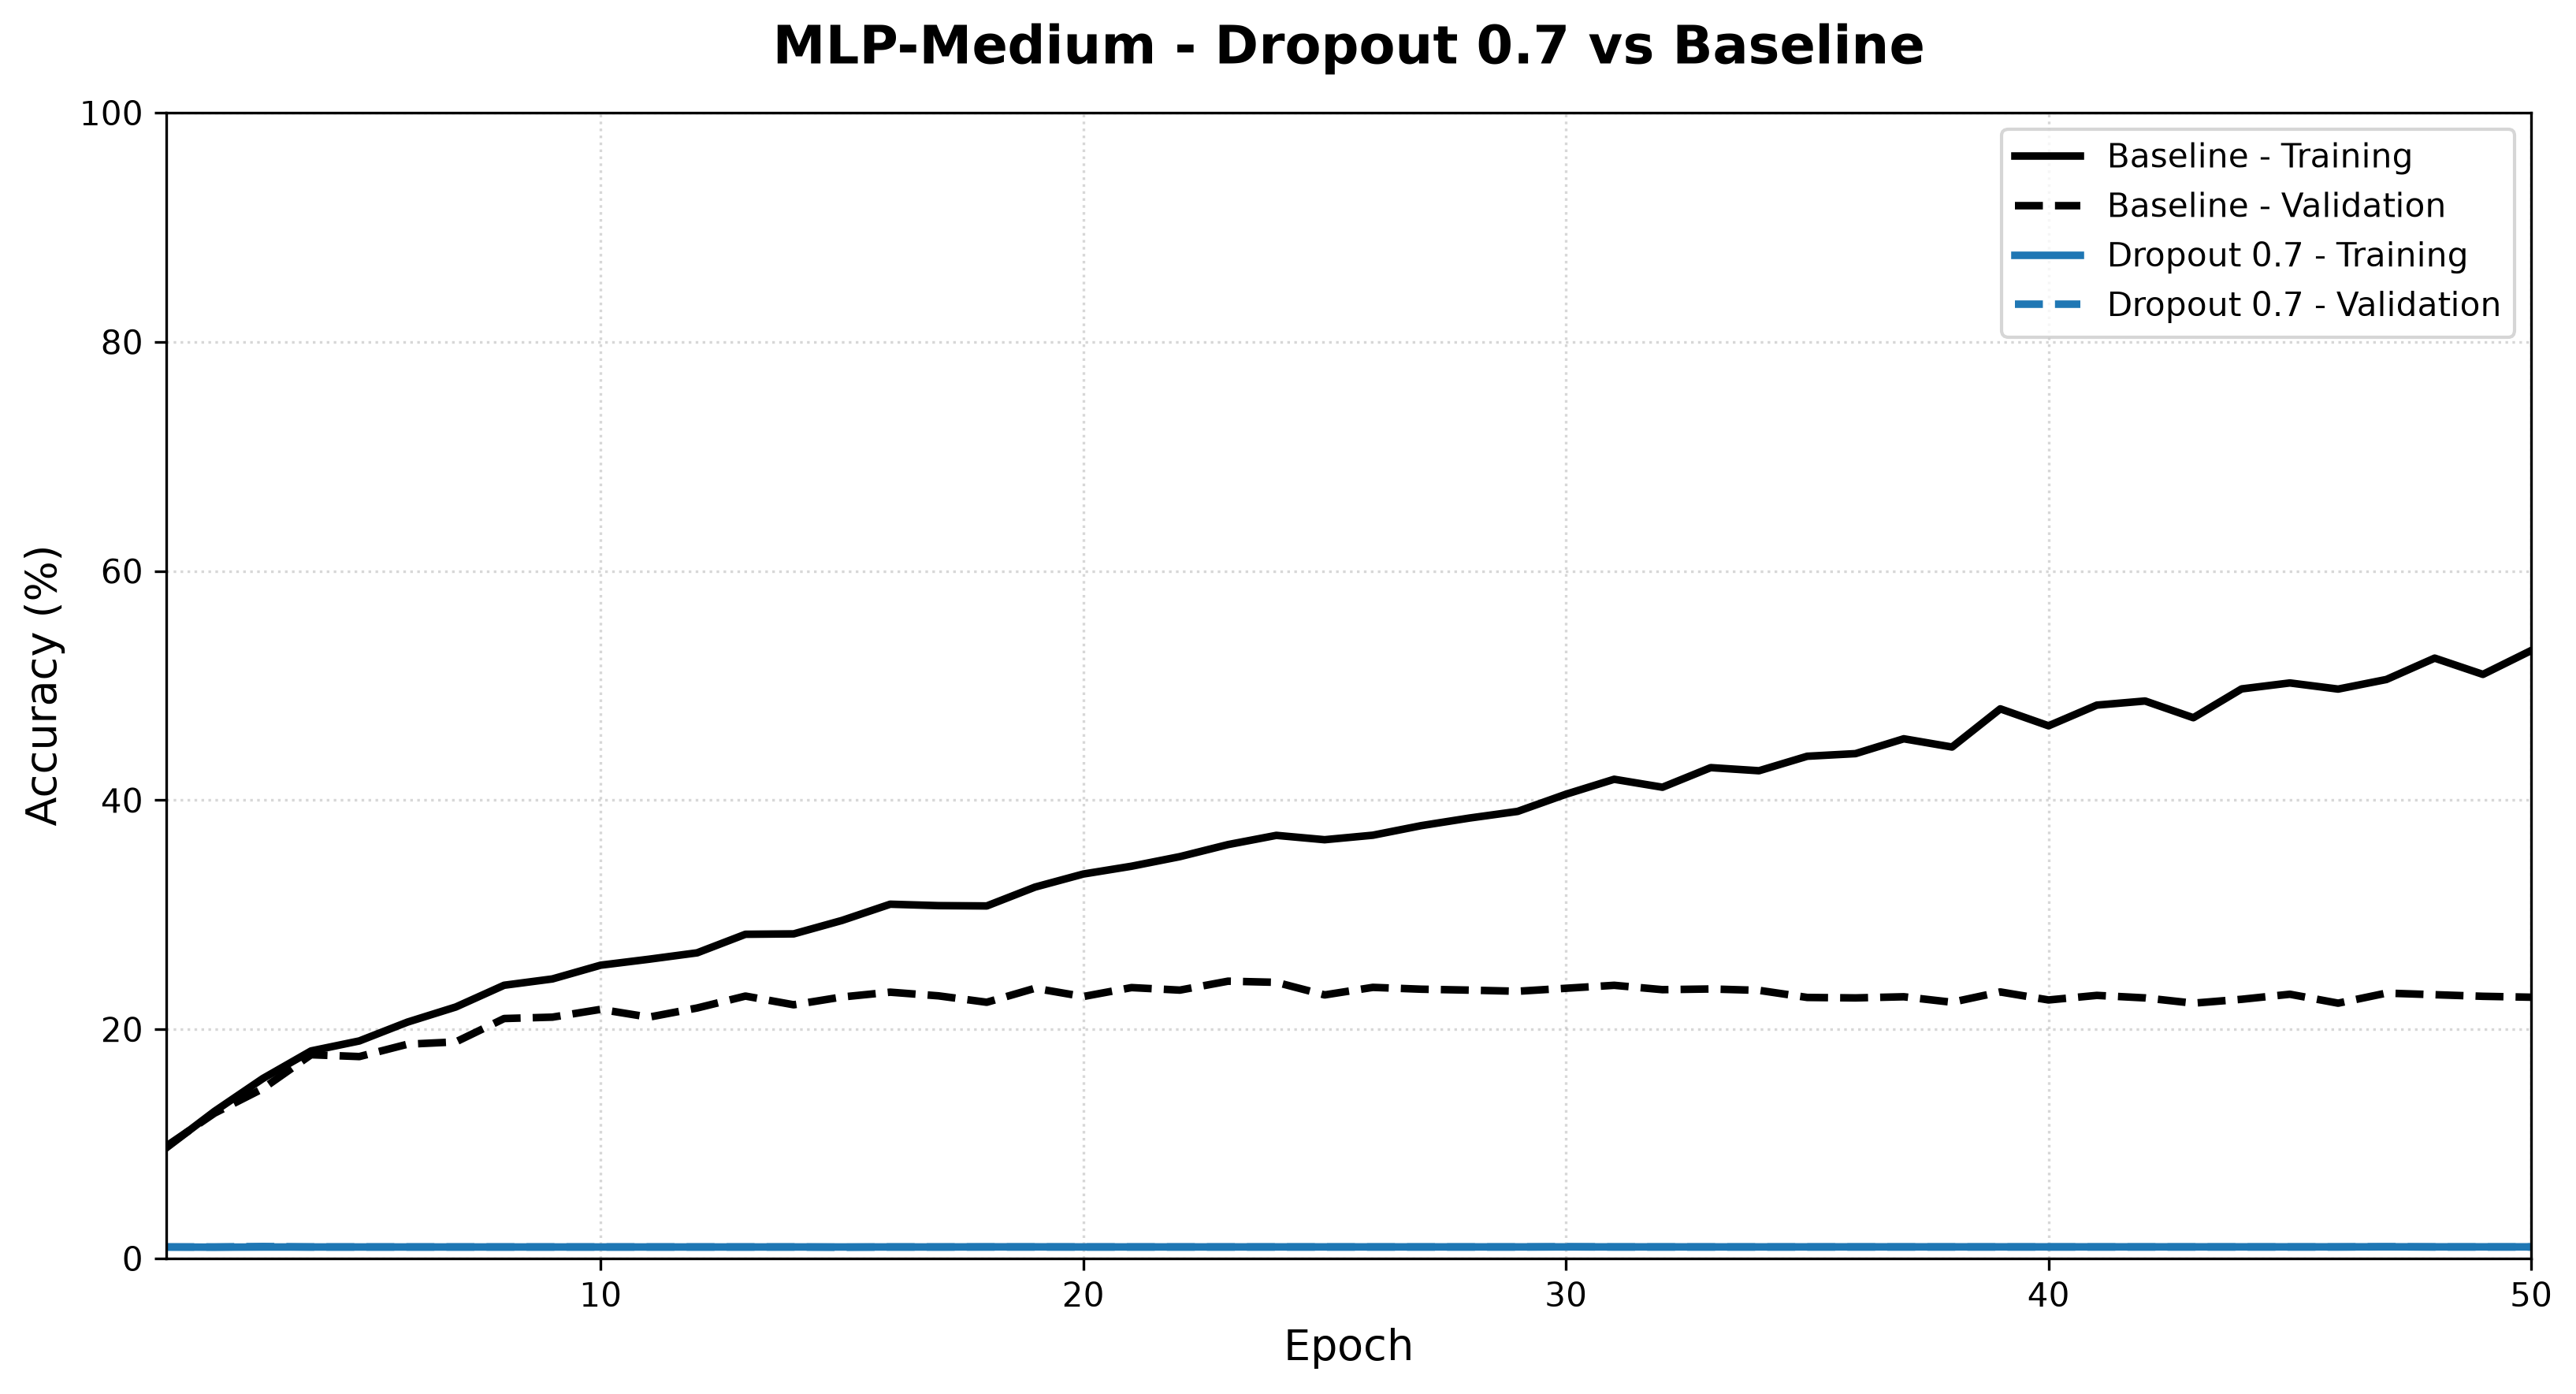 MLP-Medium - Dropout 0.7 vs Baseline
100
80
60
40
20
0
Accuracy (%)
Baseline - Training
Baseline - Validation
Dropout 0.7 - Training
Dropout 0.7 - Validation
10 20 30 40 50
Epoch